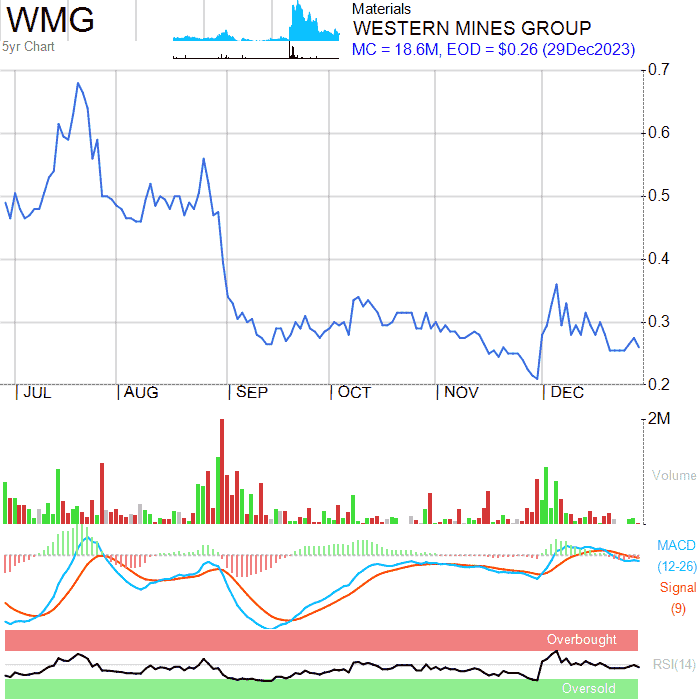 WMG
5yr Chart
Materials
WESTERN MINES GROUP
MC = 18.6M, EOD = $0.26 (29Dec2023)
0.7
0.6
0.5
0.4
0.3
0.2
JUL AUG SEP OCT NOV DEC
2M
Volume
MACD
(12-26)
Signal
(9)
Overbought
RSI(14)
Oversold